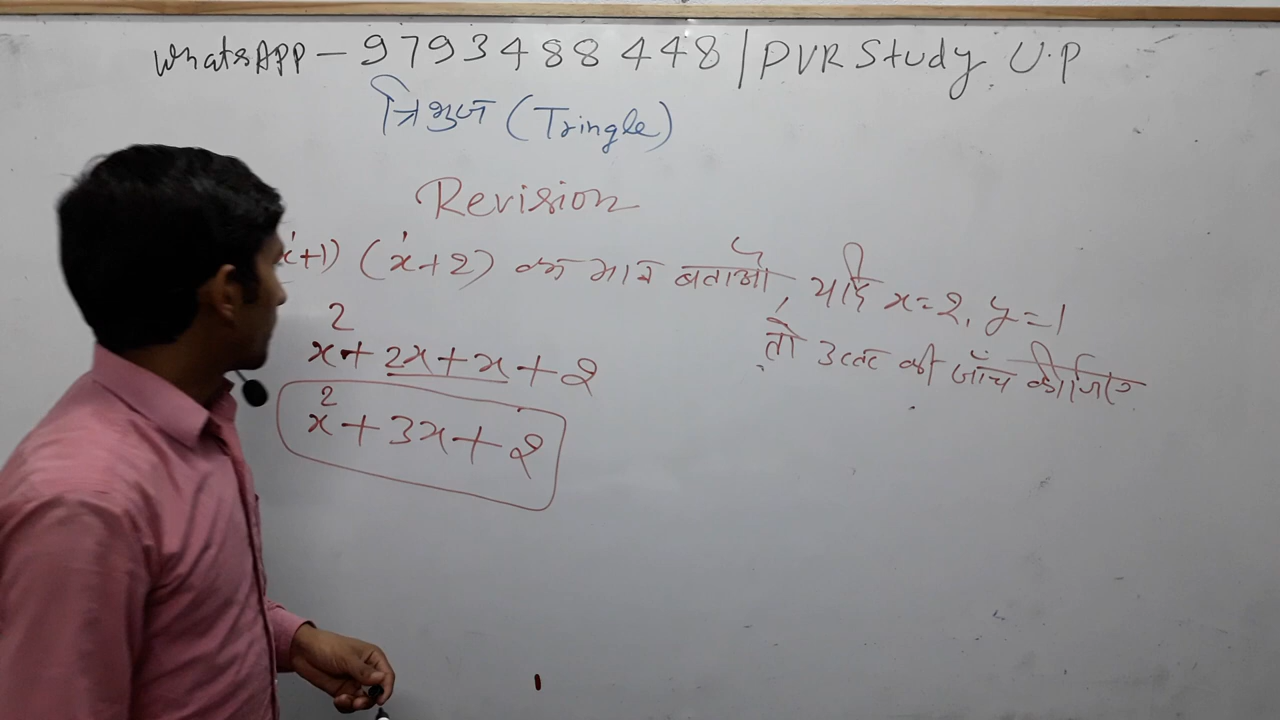 WhatsAPP - 9793488448 | PVR Study U.P
त्रिभुज (Tringle)
Revision
x+1) (x+2) का मान बताओ, यदि x=2, y=1
तो उत्तर की जाँच कीजिए
x² + 2x + x + 2
x² + 3x + 2